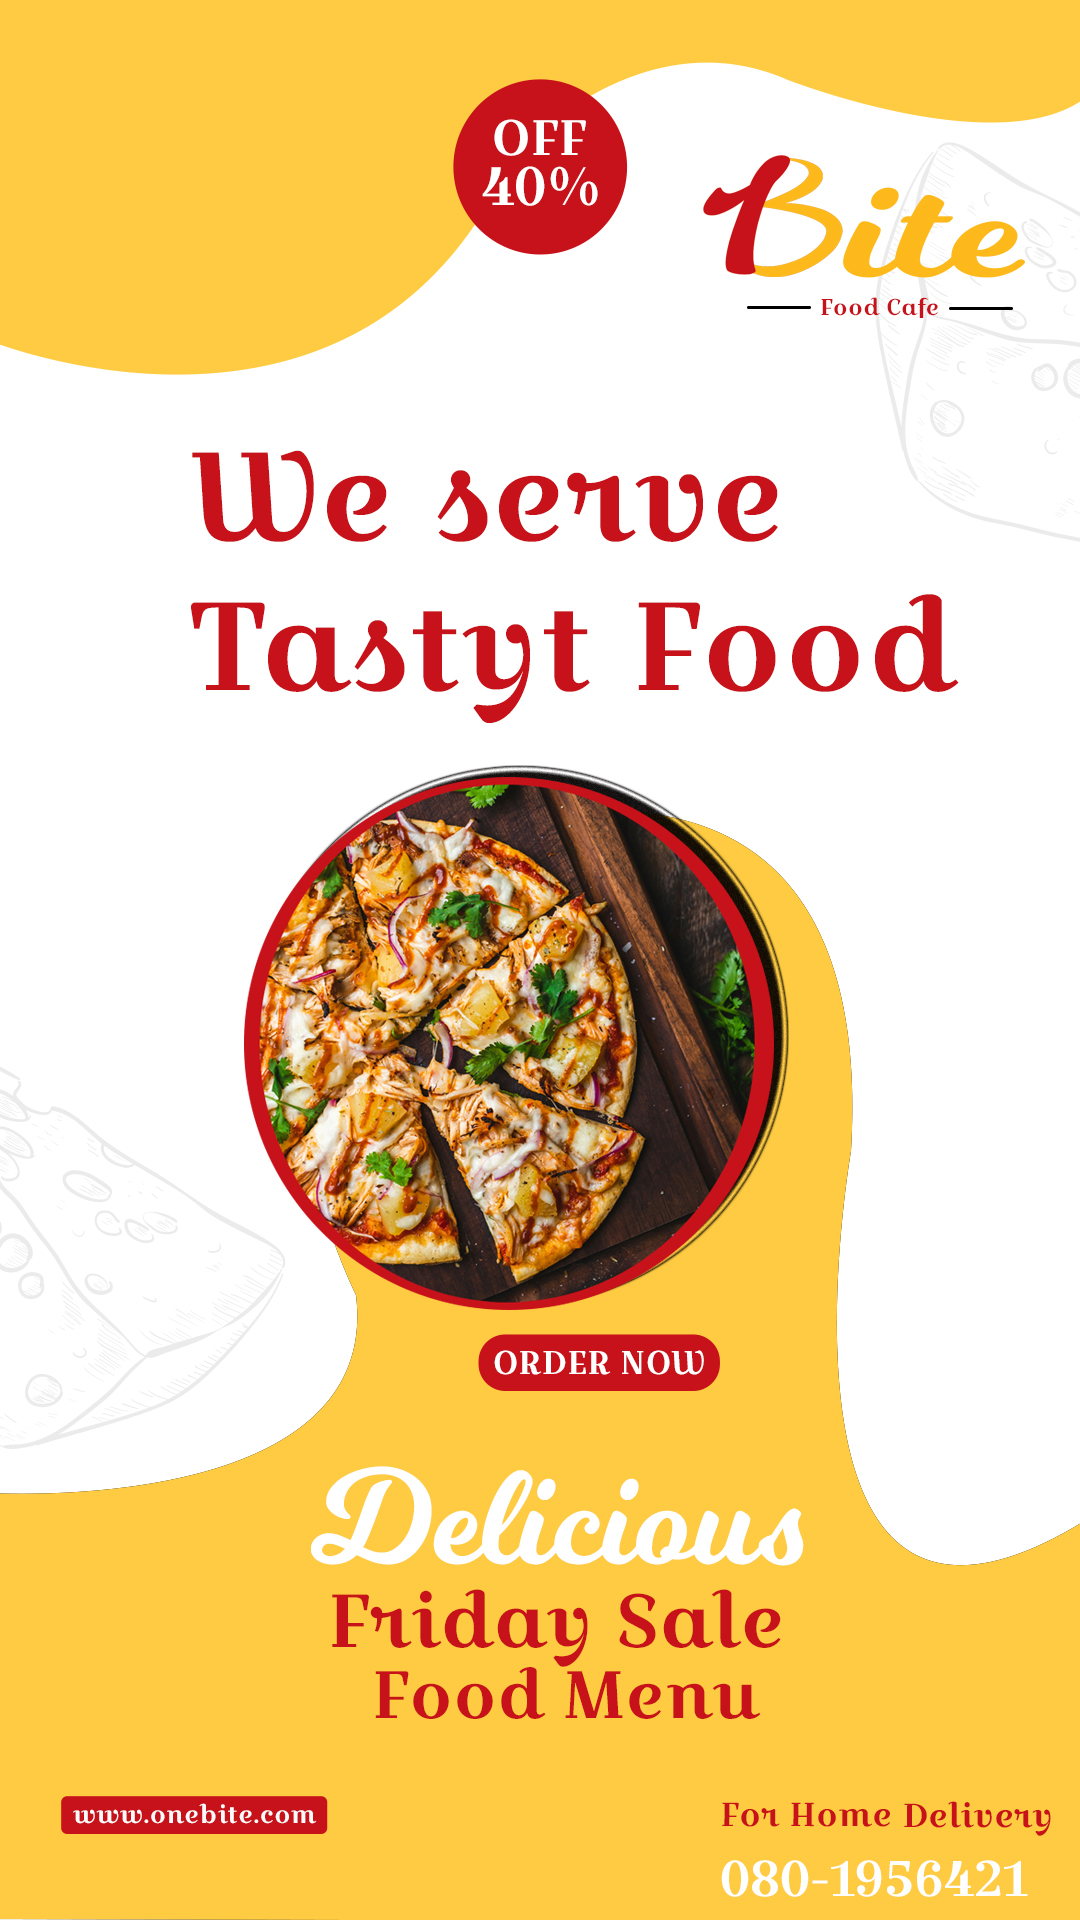 OFF
40%
Bite
Food Cafe
We serve
Tastyt Food
ORDER NOW
Delicious
Friday Sale
Food Menu
www.onebite.com
For Home Delivery
080-1956421